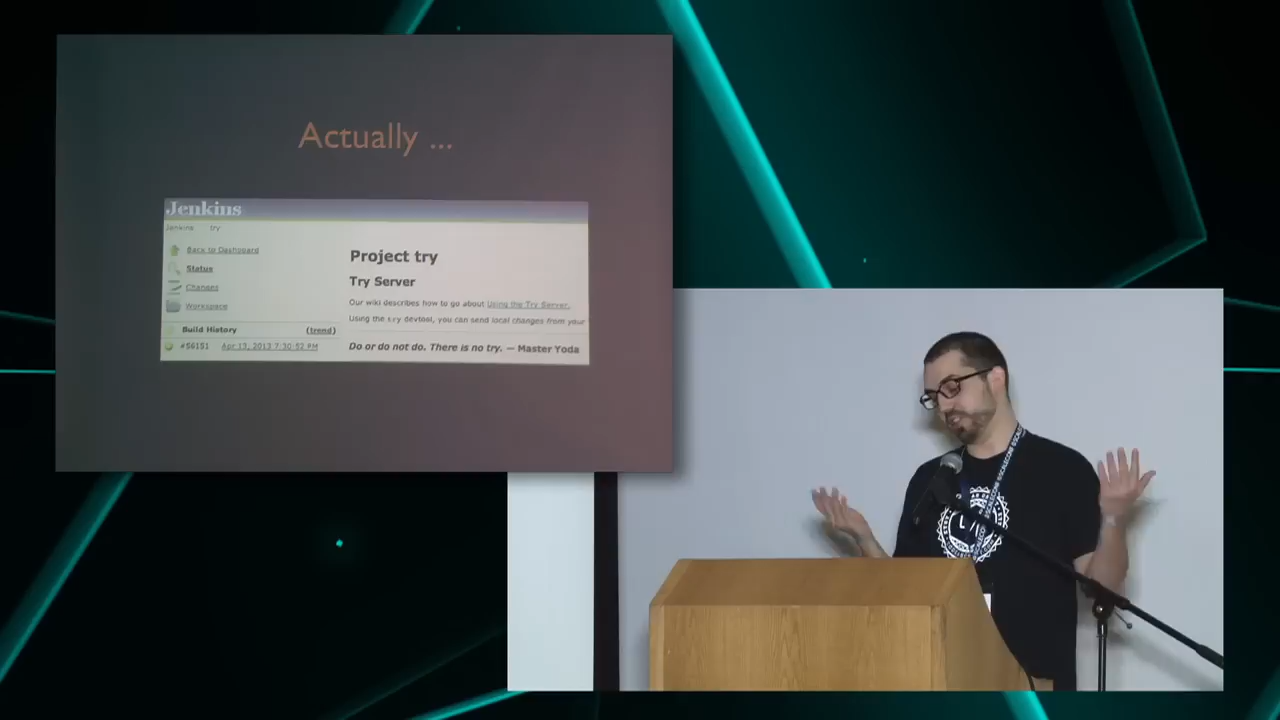 Actually ...
Jenkins
Jenkins try
Back to Dashboard
Status
Changes
Workspace
Build History (trend)
#56151 Apr 13, 2013 7:30:52 PM
Project try
Try Server
Our wiki describes how to go about Using the Try Server.
Using the try devtool, you can send local changes from your
Do or do not do. There is no try. — Master Yoda